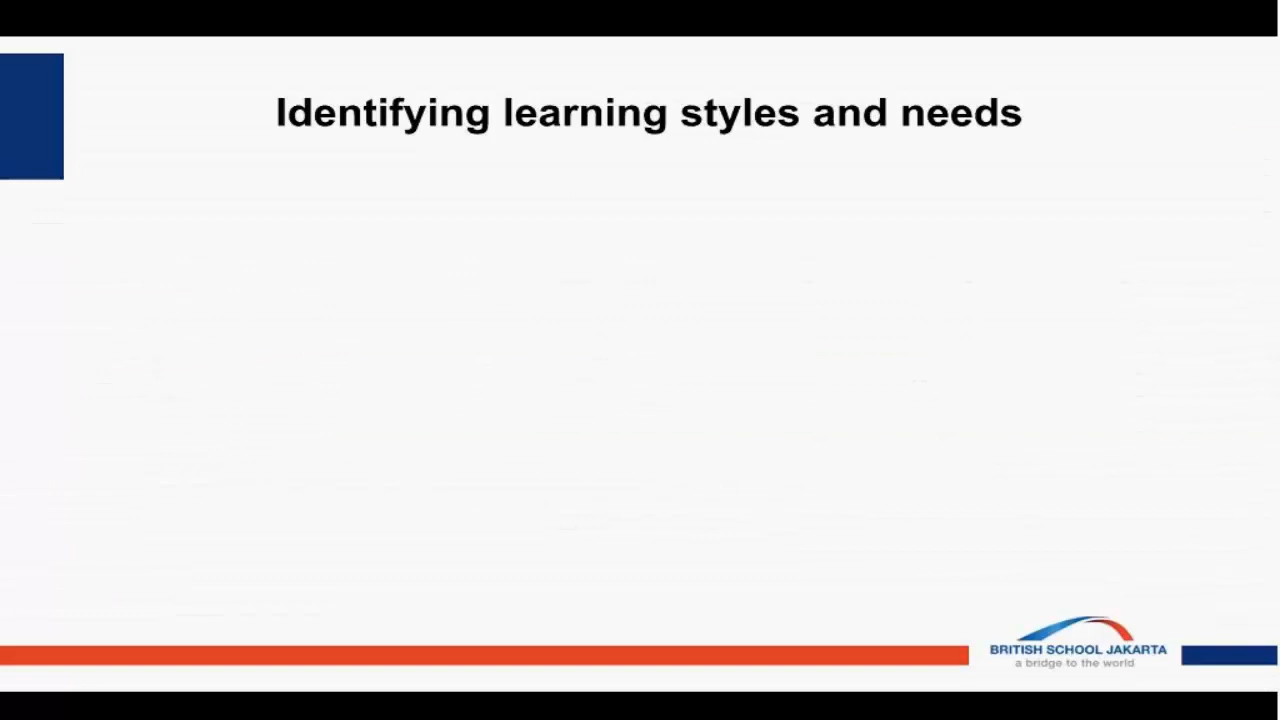 Identifying learning styles and needs
BRITISH SCHOOL JAKARTA
a bridge to the world